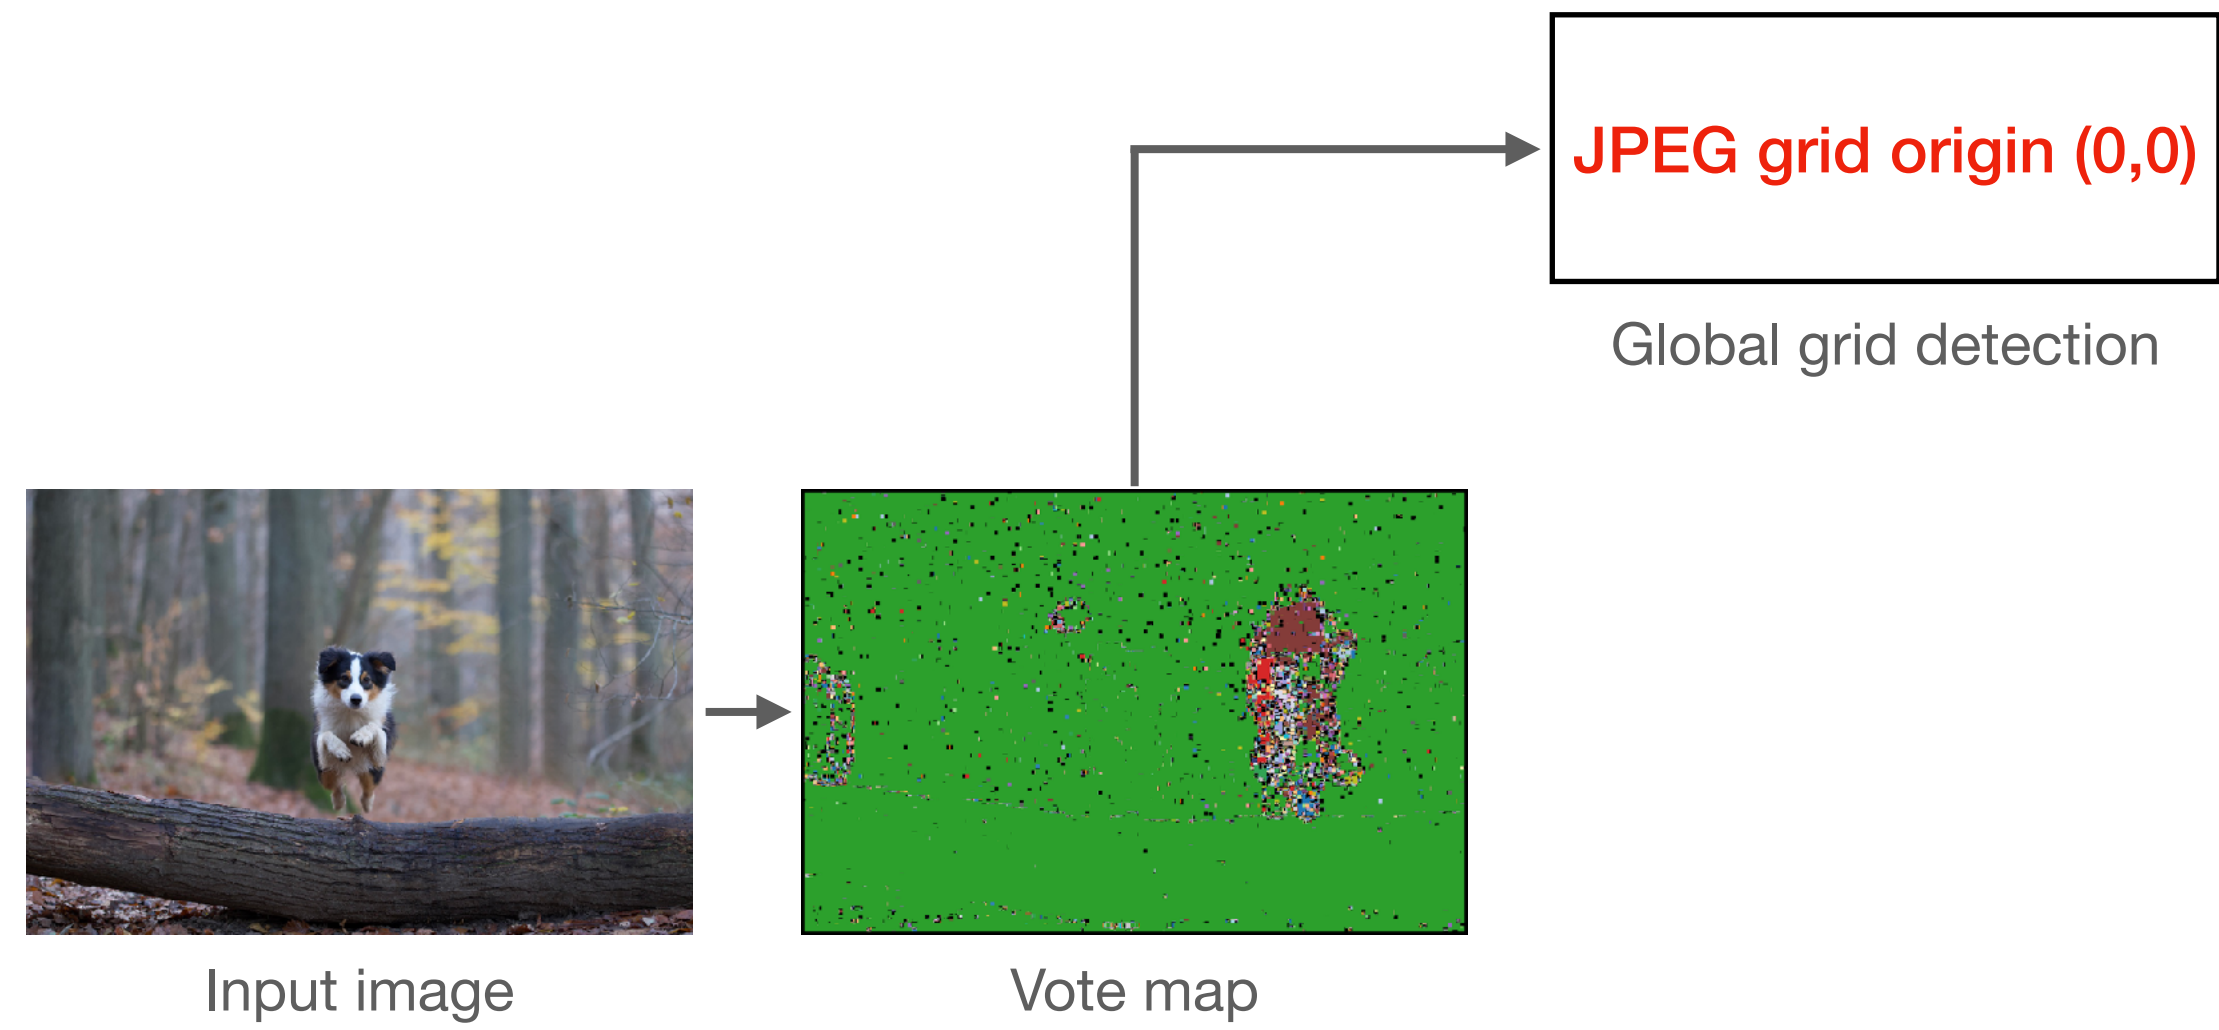 JPEG grid origin (0,0)
Global grid detection
Input image
Vote map